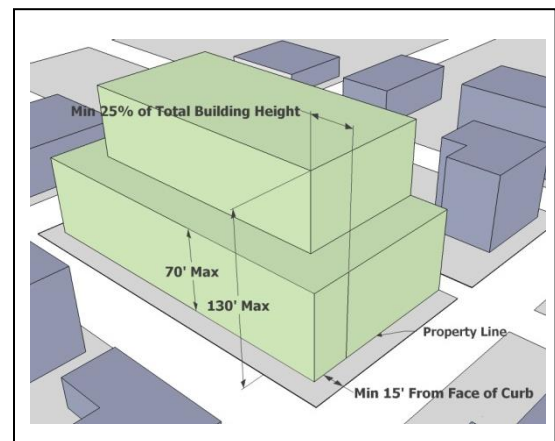 Min 25% of Total Building Height
70' Max
130' Max
Property Line
Min 15' From Face of Curb